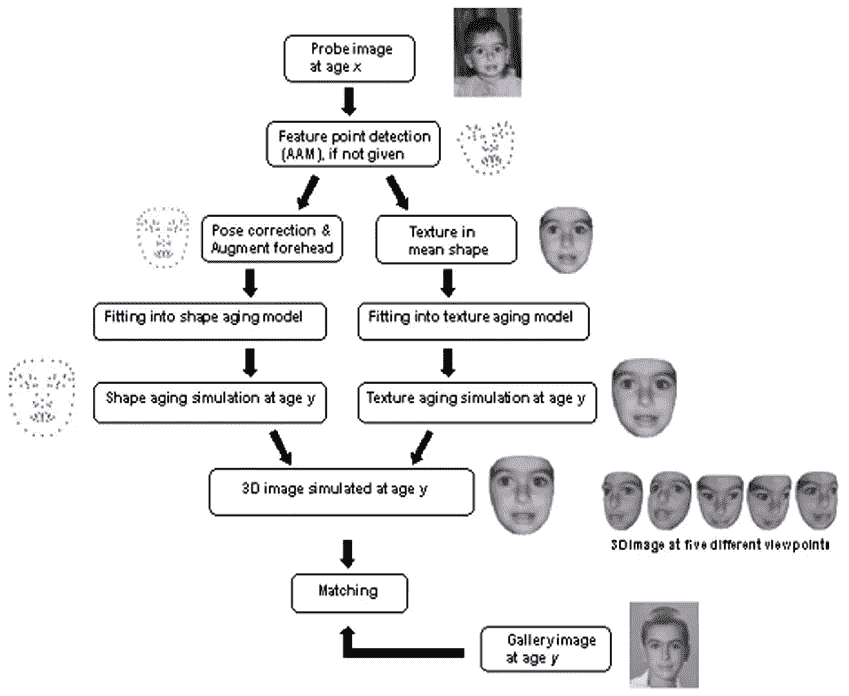 Probe image
at age x
Feature point detection
(AAM), if not given
Pose correction &
Augment forehead
Texture in
mean shape
Fitting into shape aging model
Fitting into texture aging model
Shape aging simulation at age y
Texture aging simulation at age y
3D image simulated at age y
3D image at five different viewpoints
Matching
Gallery image
at age y